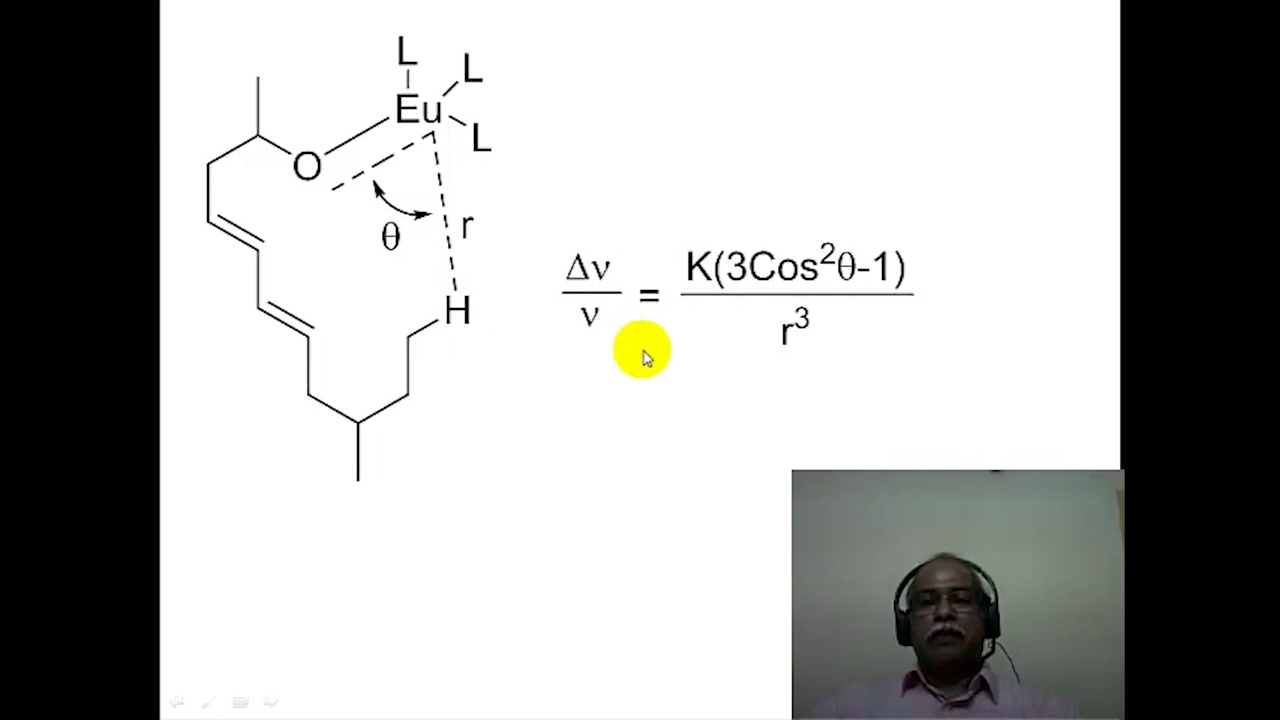 L
L
Eu
L
O
θ
r
H
Δν/ν = K(3Cos²θ-1)/r³